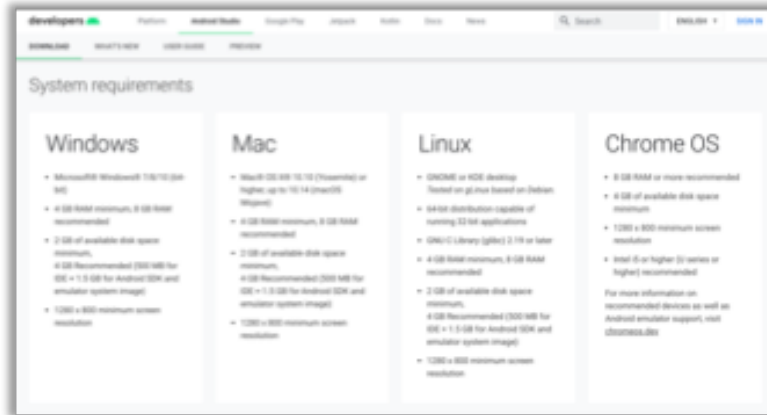 developers
Platform
Android Studio
Google Play
Jetpack
Kotlin
Docs
News
Search
ENGLISH
SIGN IN
DOWNLOAD
WHAT'S NEW
USER GUIDE
PREVIEW
System requirements
Windows
• Microsoft® Windows® 7/8/10 (64-
bit)
• 4 GB RAM minimum, 8 GB RAM
recommended
• 2 GB of available disk space
minimum,
4 GB Recommended (500 MB for
IDE + 1.5 GB for Android SDK and
emulator system image)
• 1280 x 800 minimum screen
resolution
Mac
• Mac® OS X® 10.10 (Yosemite) or
higher, up to 10.14 (macOS
Mojave)
• 4 GB RAM minimum, 8 GB RAM
recommended
• 2 GB of available disk space
minimum,
4 GB Recommended (500 MB for
IDE + 1.5 GB for Android SDK and
emulator system image)
• 1280 x 800 minimum screen
resolution
Linux
• GNOME or KDE desktop
Tested on gLinux based on Debian.
• 64-bit distribution capable of
running 32-bit applications
• GNU C Library (glibc) 2.19 or later
• 4 GB RAM minimum, 8 GB RAM
recommended
• 2 GB of available disk space
minimum,
4 GB Recommended (500 MB for
IDE + 1.5 GB for Android SDK and
emulator system image)
• 1280 x 800 minimum screen
resolution
Chrome OS
• 8 GB RAM or more recommended
• 4 GB of available disk space
minimum
• 1280 x 800 minimum screen
resolution
• Intel i5 or higher (U series or
higher) recommended
For more information on
recommended devices as well as
Android emulator support, visit
chromeos.dev